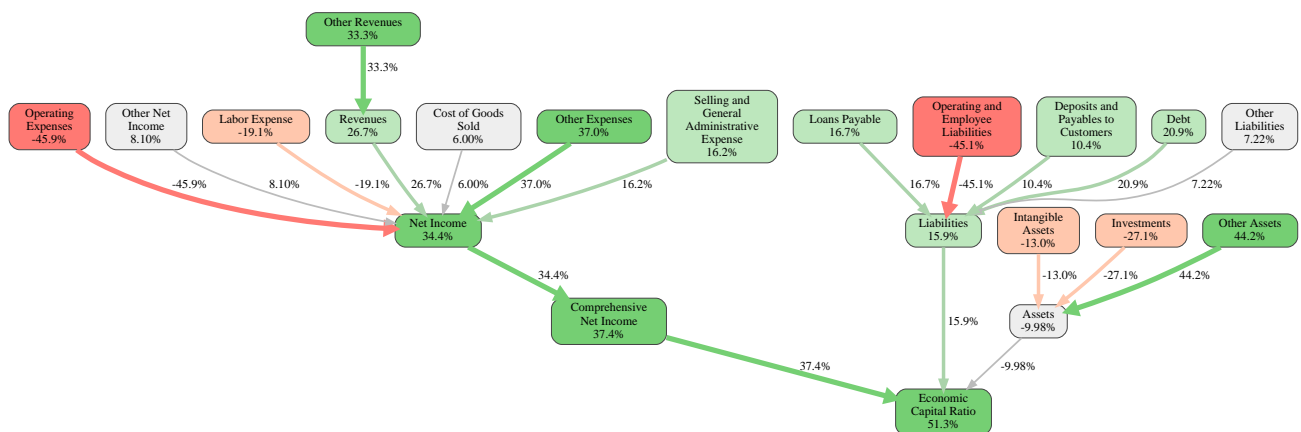 Other Revenues
33.3%
33.3%
Operating
Expenses
-45.9%
Other Net
Income
8.10%
Labor Expense
-19.1%
Revenues
26.7%
Cost of Goods
Sold
6.00%
Other Expenses
37.0%
Selling and
General
Administrative
Expense
16.2%
Loans Payable
16.7%
Operating and
Employee
Liabilities
-45.1%
Deposits and
Payables to
Customers
10.4%
Debt
20.9%
Other
Liabilities
7.22%
-45.9%
8.10%
-19.1%
26.7%
6.00%
37.0%
16.2%
16.7%
-45.1%
10.4%
20.9%
7.22%
Net Income
34.4%
Liabilities
15.9%
Intangible
Assets
-13.0%
Investments
-27.1%
Other Assets
44.2%
34.4%
-13.0%
-27.1%
44.2%
Comprehensive
Net Income
37.4%
15.9%
Assets
-9.98%
37.4%
-9.98%
Economic
Capital Ratio
51.3%